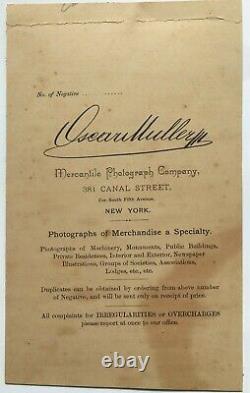 No. of Negative .. ......
Oscar Muller
Mercantile Photograph Company,
381 CANAL STREET,
Cor. South Fifth Avenue,
NEW YORK.
Photographs of Merchandise a Specialty.
Photographs of Machinery, Monuments, Public Buildings,
Private Residences, Interior and Exterior, Newspaper
Illustrations, Groups of Societies, Associations,
Lodges, etc., etc.
Duplicates can be obtained by ordering from above number
of Negative, and will be sent only on receipt of price.
All complaints for IRREGULARITIES or OVERCHARGES
please report at once to our office.